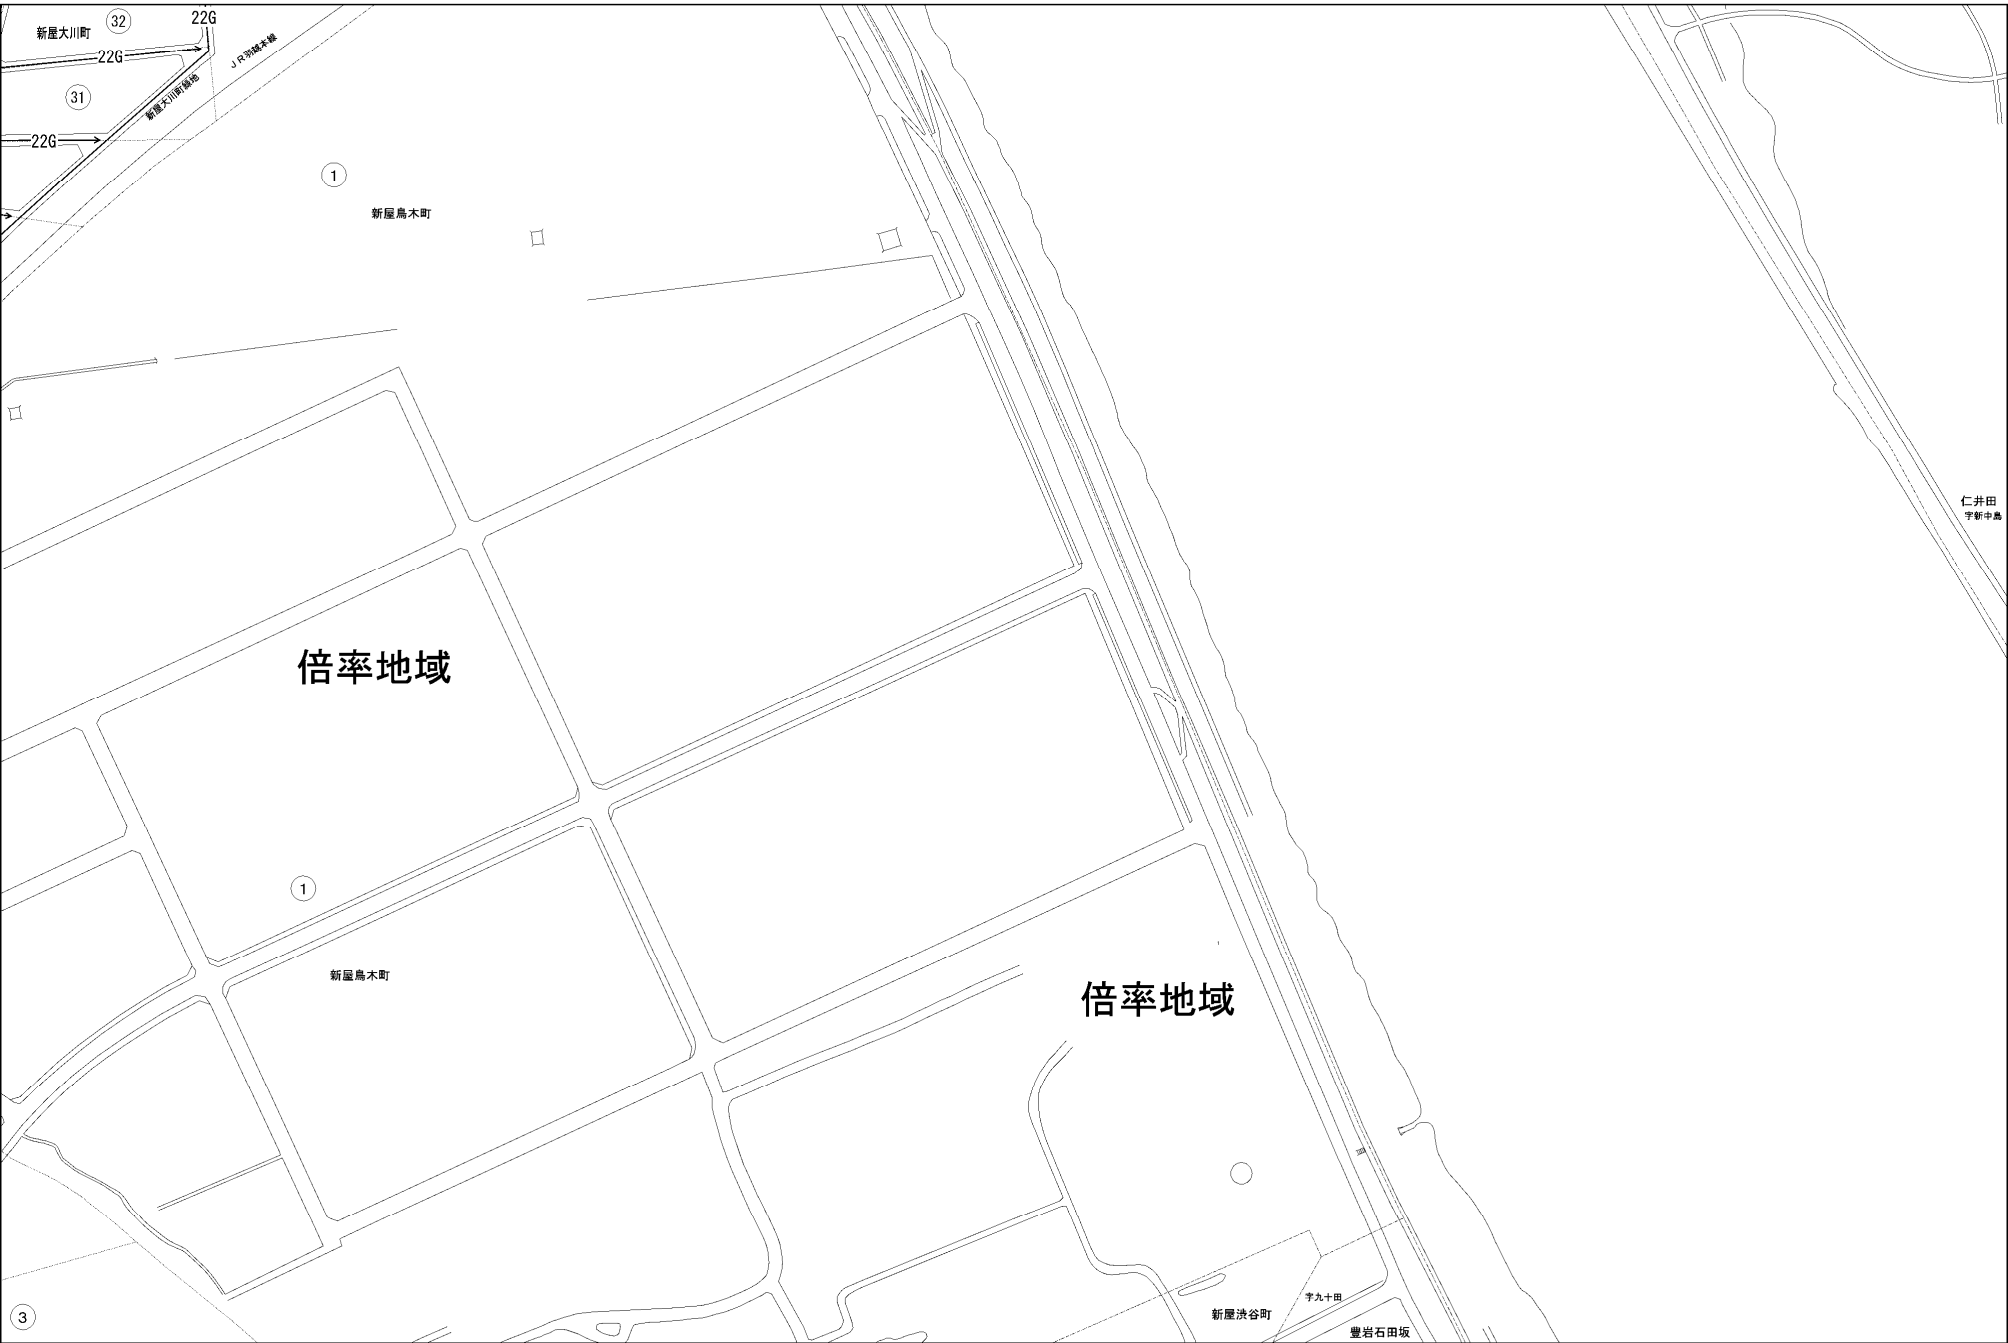 32
22G
新屋大川町
22G
JR羽越本線
31
新屋大川町緑地
22G
1
新屋鳥木町
仁井田
字新中島
倍率地域
1
新屋鳥木町
倍率地域
3
新屋渋谷町
字九十田
豊岩石田坂